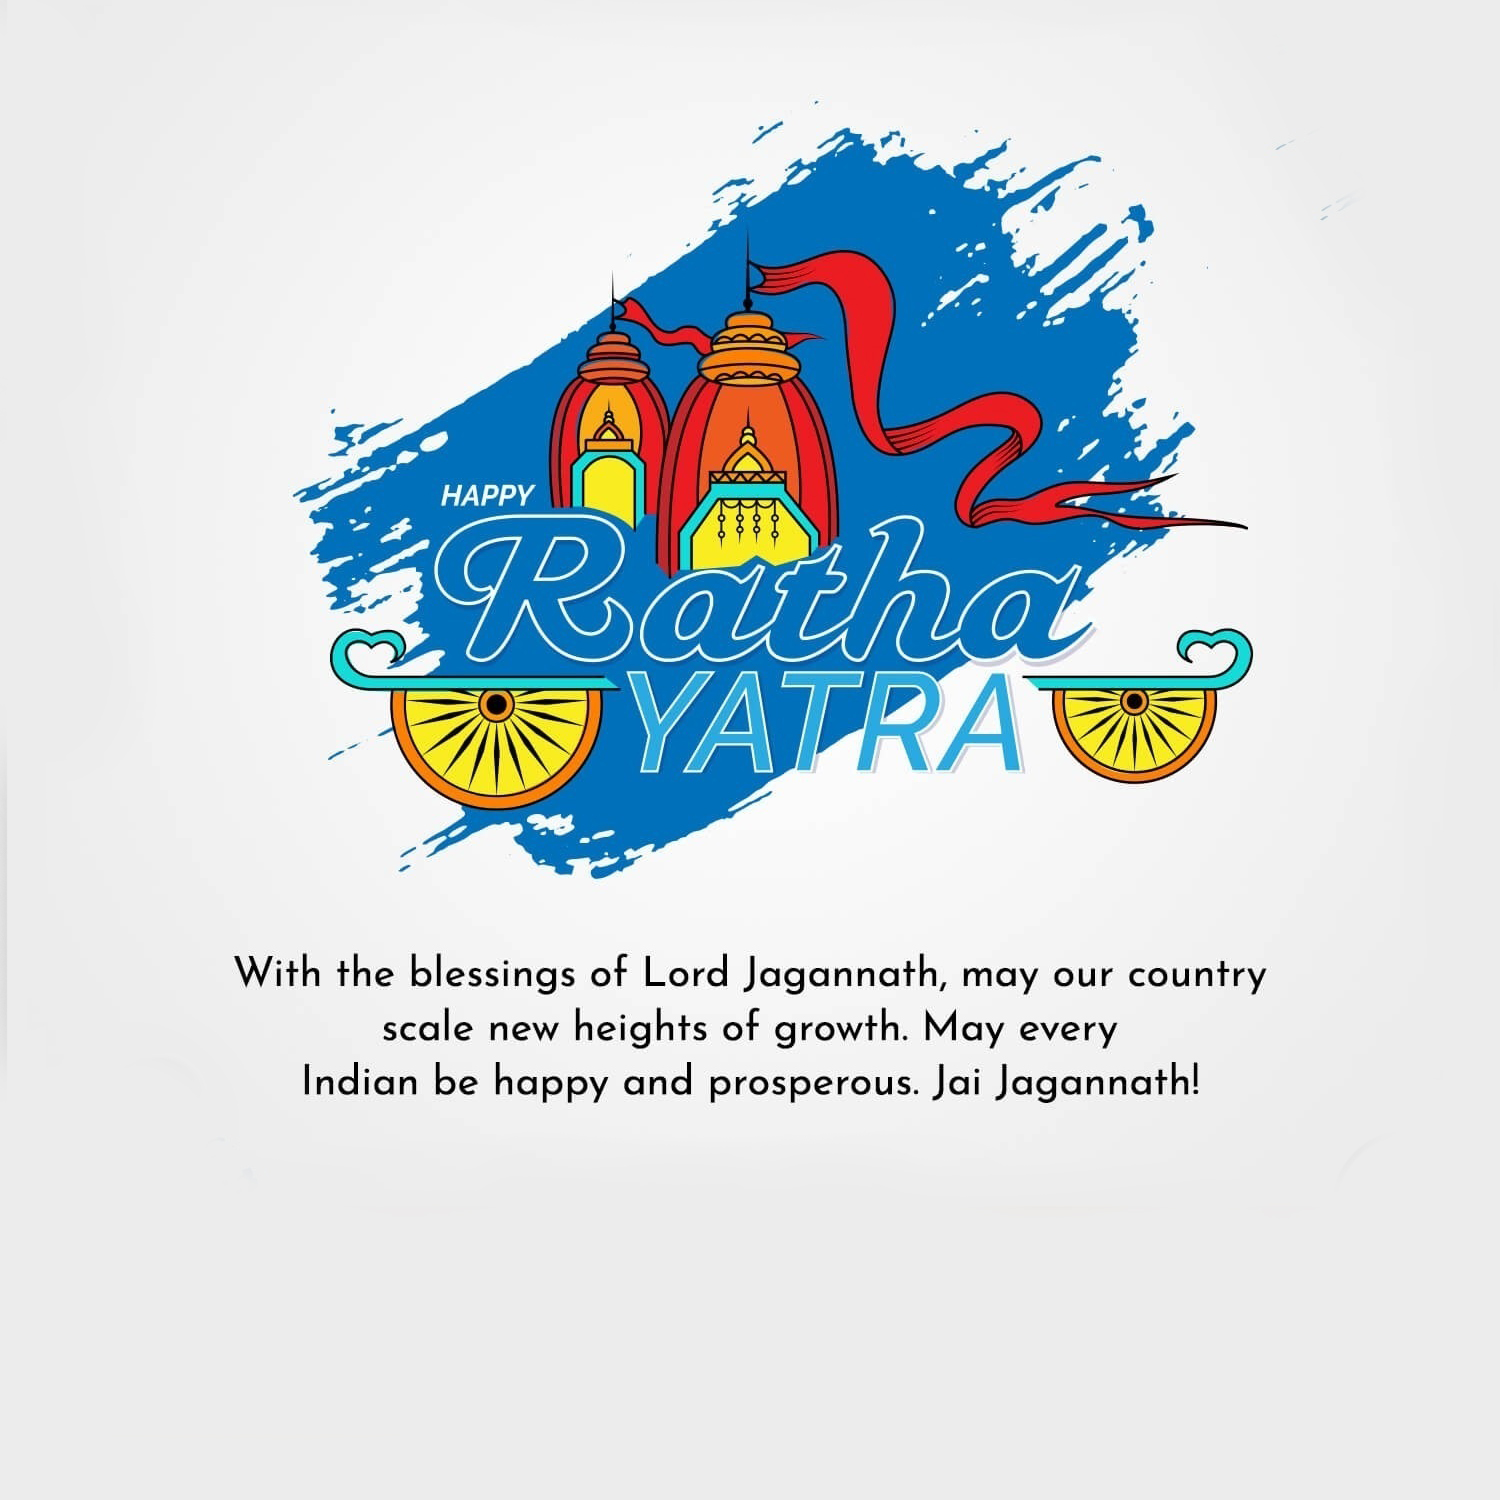 HAPPY
Ratha
YATRA
With the blessings of Lord Jagannath, may our country
scale new heights of growth. May every
Indian be happy and prosperous. Jai Jagannath!